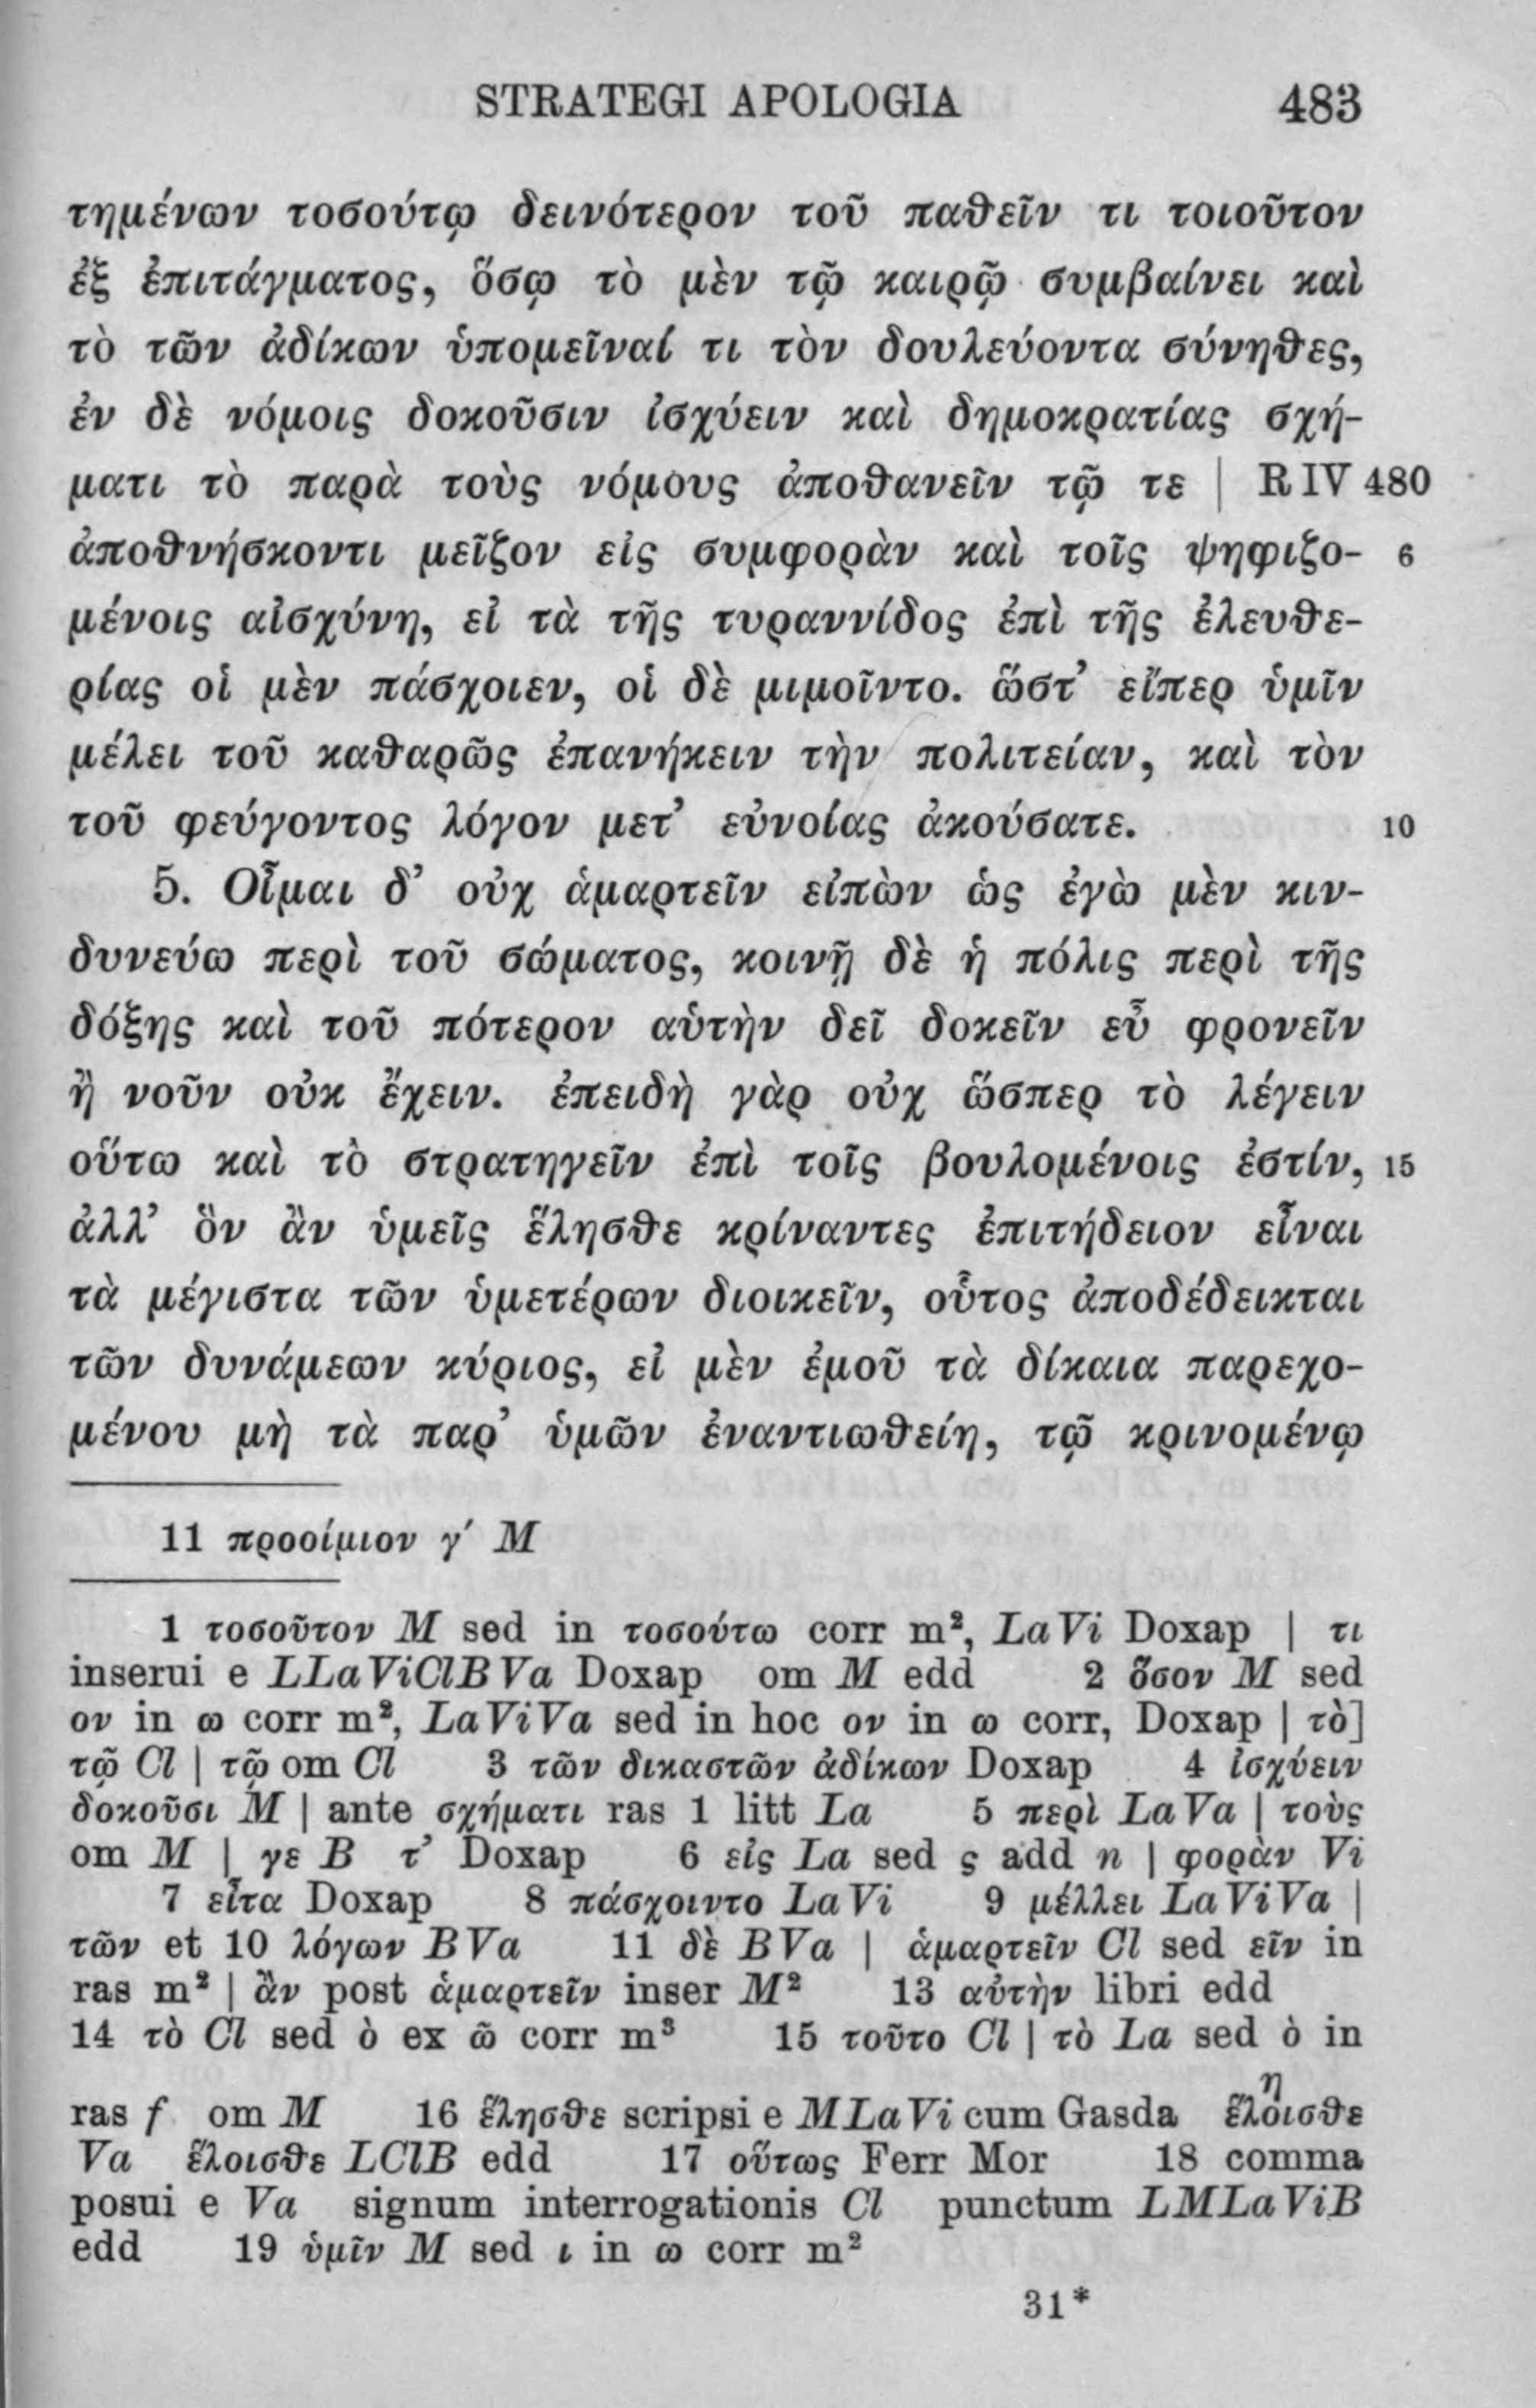 STRATEGI APOLOGIA 483
τημένων τοσούτῳ δεινότερον τοῦ παθεῖν τι τοιοῦτον
ἐξ ἐπιτάγματος, ὅσῳ τὸ μὲν τῷ καιρῷ συμβαίνει καὶ
τὸ τῶν ἀδίκων ὑπομεῖναί τι τὸν δουλεύοντα σύνηθες,
ἐν δὲ νόμοις δοκοῦσιν ἰσχύειν καὶ δημοκρατίας σχή-
ματι τὸ παρὰ τοὺς νόμους ἀποθανεῖν τῷ τε | R IV 480
ἀποθνήσκοντι μεῖζον εἰς συμφορὰν καὶ τοῖς ψηφιζο- 6
μένοις αἰσχύνη, εἰ τὰ τῆς τυραννίδος ἐπὶ τῆς ἐλευθε-
ρίας οἱ μὲν πάσχοιεν, οἱ δὲ μιμοῖντο. ὥστ’ εἴπερ ὑμῖν
μέλει τοῦ καθαρῶς ἐπανήκειν τὴν πολιτείαν, καὶ τὸν
τοῦ φεύγοντος λόγον μετ’ εὐνοίας ἀκούσατε. 10
5. Οἶμαι δ’ οὐχ ἁμαρτεῖν εἰπὼν ὡς ἐγὼ μὲν κιν-
δυνεύω περὶ τοῦ σώματος, κοινῇ δὲ ἡ πόλις περὶ τῆς
δόξης καὶ τοῦ πότερον αὑτὴν δεῖ δοκεῖν εὖ φρονεῖν
ἢ νοῦν οὐκ ἔχειν. ἐπειδὴ γὰρ οὐχ ὥσπερ τὸ λέγειν
οὕτω καὶ τὸ στρατηγεῖν ἐπὶ τοῖς βουλομένοις ἐστίν, 15
ἀλλ’ ὃν ἂν ὑμεῖς ἕλησθε κρίναντες ἐπιτήδειον εἶναι
τὰ μέγιστα τῶν ὑμετέρων διοικεῖν, οὗτος ἀποδέδεικται
τῶν δυνάμεων κύριος, εἰ μὲν ἐμοῦ τὰ δίκαια παρεχο-
μένου μὴ τὰ παρ’ ὑμῶν ἐναντιωθείη, τῷ κρινομένῳ
11 προοίμιον γ′ M
1 τοσοῦτον M sed in τοσούτω corr m², LaVi Doxap | τι
inserui e LLaViClBVa Doxap om M edd 2 ὅσον M sed
ον in ω corr m², LaViVa sed in hoc ον in ω corr, Doxap | τὸ]
τῷ Cl | τῷ om Cl 3 τῶν δικαστῶν ἀδίκων Doxap 4 ἰσχύειν
δοκοῦσι M | ante σχήματι ras 1 litt La 5 περὶ LaVa | τοὺς
om M | γε B τ’ Doxap 6 εἰς La sed ς add n | φορὰν Vi
7 εἶτα Doxap 8 πάσχοιντο LaVi 9 μέλλει LaViVa |
τῶν et 10 λόγων BVa 11 δὲ BVa | ἁμαρτεῖν Cl sed εῖν in
ras m² | ἂν post ἁμαρτεῖν inser M² 13 αὐτὴν libri edd
14 τὸ Cl sed ὸ ex ῶ corr m³ 15 τοῦτο Cl | τὸ La sed ὸ in
ras f om M 16 ἕλησθε scripsi e MLaVi cum Gasda ἕλοισθε
η
Va ἕλοισθε LClB edd 17 οὕτως Ferr Mor 18 comma
posui e Va signum interrogationis Cl punctum LMLaViB
edd 19 ὑμῖν M sed ι in ω corr m²
31*